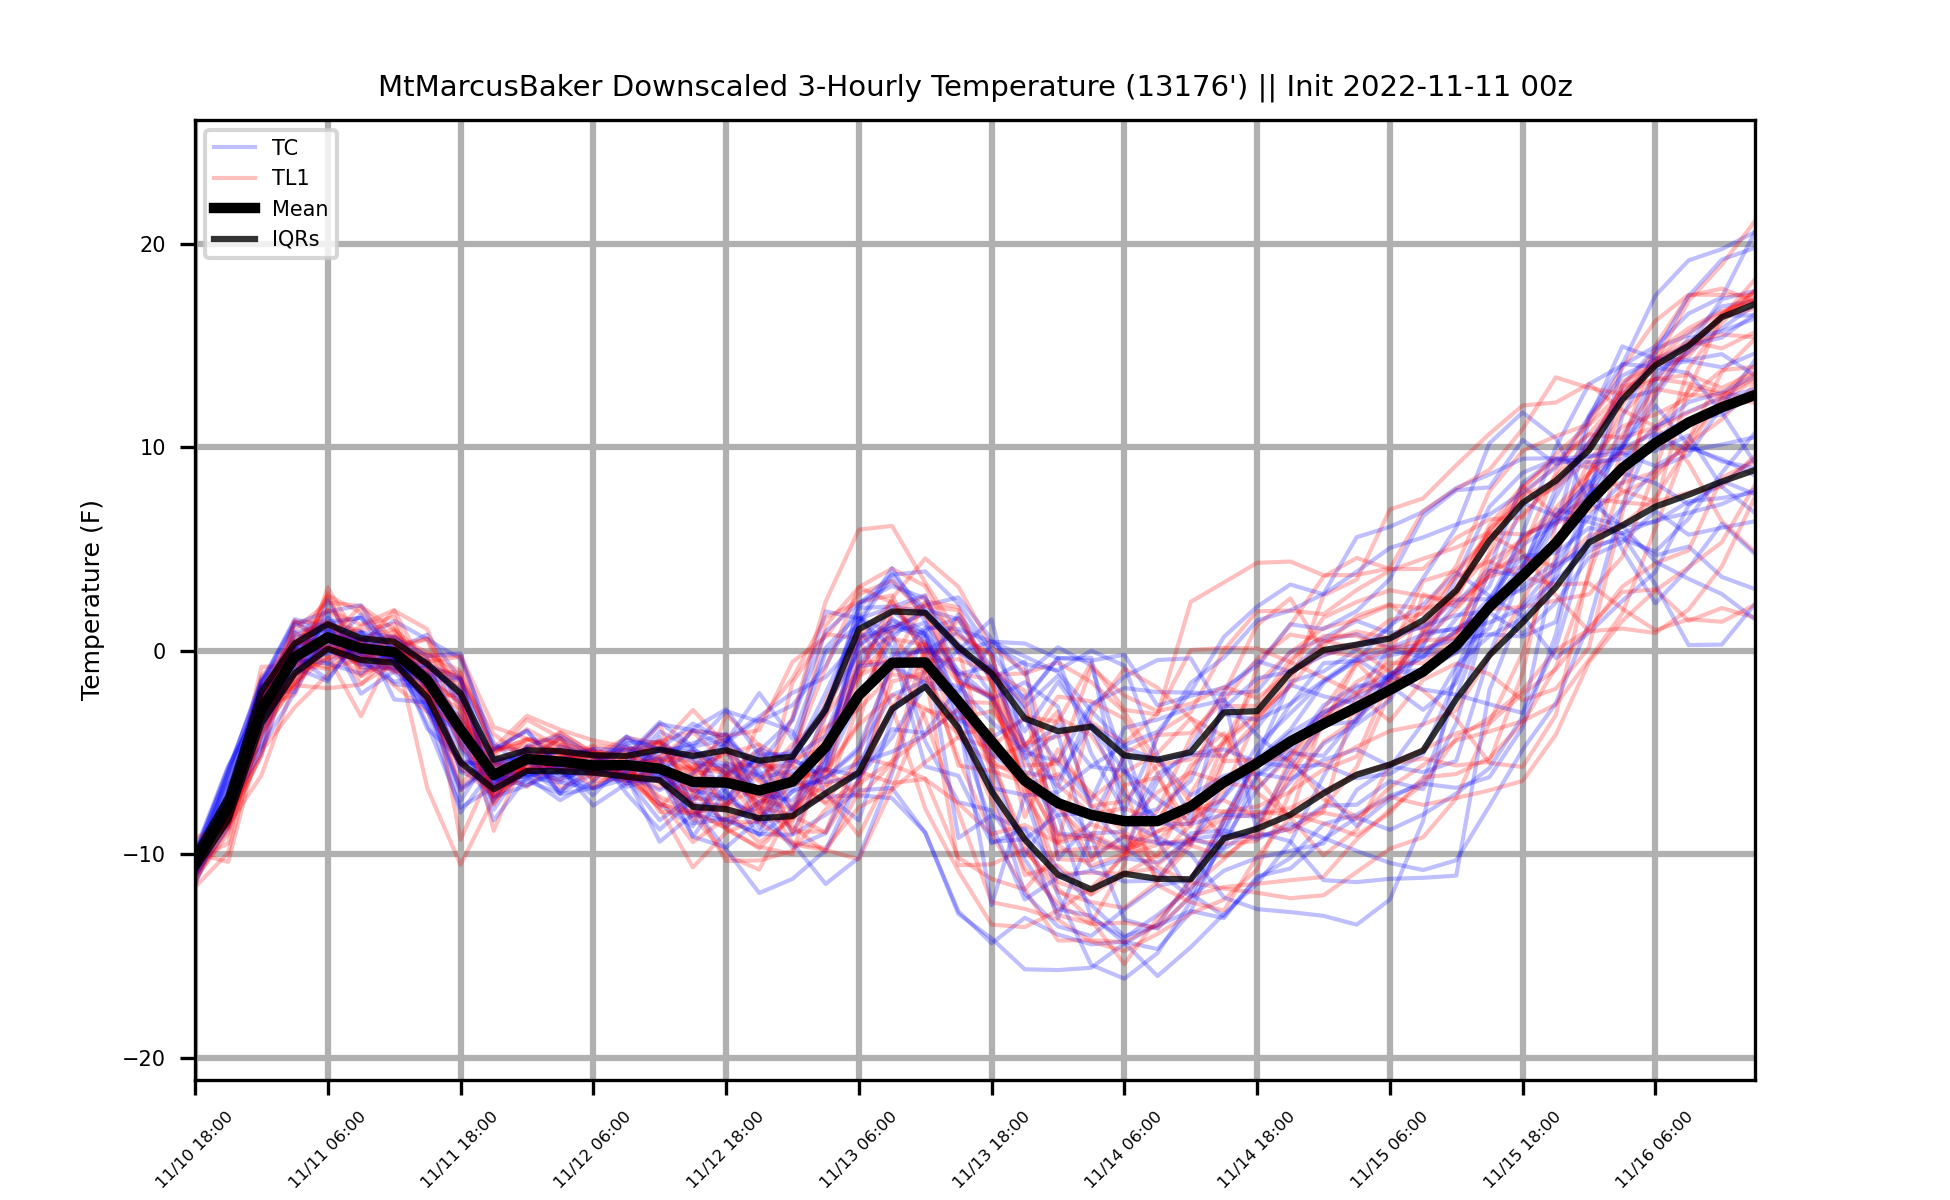 MtMarcusBaker Downscaled 3-Hourly Temperature (13176') || Init 2022-11-11 00z
TC
TL1
Mean
IQRs
Temperature (F)
20
10
0
−10
−20
11/10 18:00
11/11 06:00
11/11 18:00
11/12 06:00
11/12 18:00
11/13 06:00
11/13 18:00
11/14 06:00
11/14 18:00
11/15 06:00
11/15 18:00
11/16 06:00